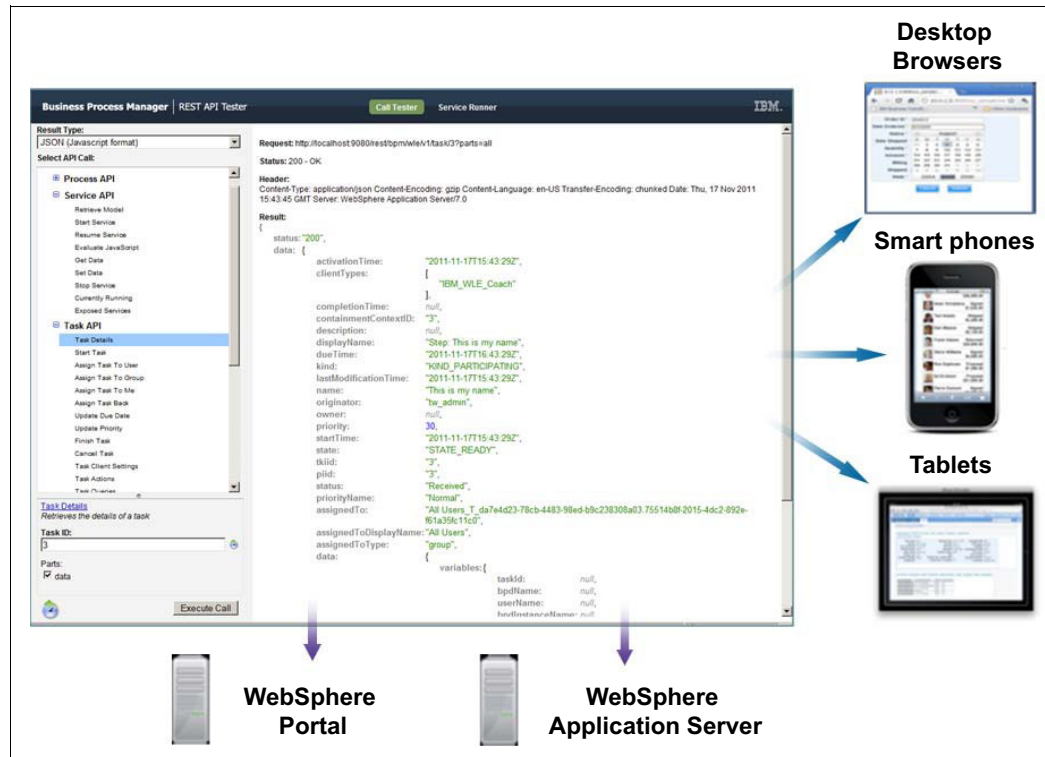 Desktop
Browsers
Business Process Manager | REST API Tester
Call Tester
Service Runner
IBM.
Result Type:
JSON (Javascript format)
Select API Call:
Process API
Service API
Retrieve Model
Start Service
Resume Service
Evaluate JavaScript
Get Data
Set Data
Stop Service
Currently Running
Exposed Services
Task API
Task Details
Start Task
Assign Task To User
Assign Task To Group
Assign Task To Me
Assign Task Back
Update Due Date
Update Priority
Finish Task
Cancel Task
Task Client Settings
Task Actions
Task Queries
Task Details
Retrieves the details of a task
Task ID:
3
Parts:
data
Execute Call
Request: http://localhost:9080/rest/bpm/wle/v1/task/3?parts=all
Status: 200 - OK
Header:
Content-Type: application/json Content-Encoding: gzip Content-Language: en-US Transfer-Encoding: chunked Date: Thu, 17 Nov 2011
15:43:45 GMT Server: WebSphere Application Server/7.0
Result:
{
status: "200",
data: {
activationTime: "2011-11-17T15:43:29Z",
clientTypes: [
"IBM_WLE_Coach"
],
completionTime: null,
containmentContextID: "3",
description: null,
displayName: "Step: This is my name",
dueTime: "2011-11-17T16:43:29Z",
kind: "KIND_PARTICIPATING",
lastModificationTime: "2011-11-17T15:43:29Z",
name: "This is my name",
originator: "tw_admin",
owner: null,
priority: 30,
startTime: "2011-11-17T15:43:29Z",
state: "STATE_READY",
tkiid: "3",
piid: "3",
status: "Received",
priorityName: "Normal",
assignedTo: "All Users_T_da7e4d23-78cb-4483-98ed-b9c238308a03.75514b8f-2015-4dc2-892e-
f61a35fc11c0",
assignedToDisplayName: "All Users",
assignedToType: "group",
data: {
variables: {
taskId: null,
bpdName: null,
userName: null,
bpdInstanceName: null
Smart phones
Tablets
WebSphere
Portal
WebSphere
Application Server